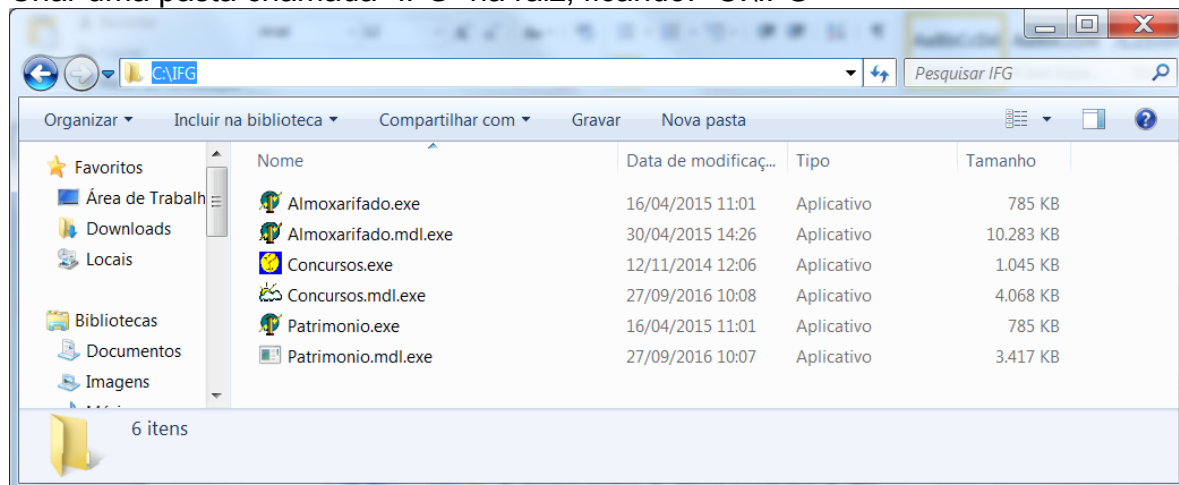 C:\IFG
Pesquisar IFG
Organizar
Incluir na biblioteca
Compartilhar com
Gravar
Nova pasta
Favoritos
Área de Trabalh
Downloads
Locais
Bibliotecas
Documentos
Imagens
Nome Data de modificaç... Tipo Tamanho
Almoxarifado.exe 16/04/2015 11:01 Aplicativo 785 KB
Almoxarifado.mdl.exe 30/04/2015 14:26 Aplicativo 10.283 KB
Concursos.exe 12/11/2014 12:06 Aplicativo 1.045 KB
Concursos.mdl.exe 27/09/2016 10:08 Aplicativo 4.068 KB
Patrimonio.exe 16/04/2015 11:01 Aplicativo 785 KB
Patrimonio.mdl.exe 27/09/2016 10:07 Aplicativo 3.417 KB
6 itens